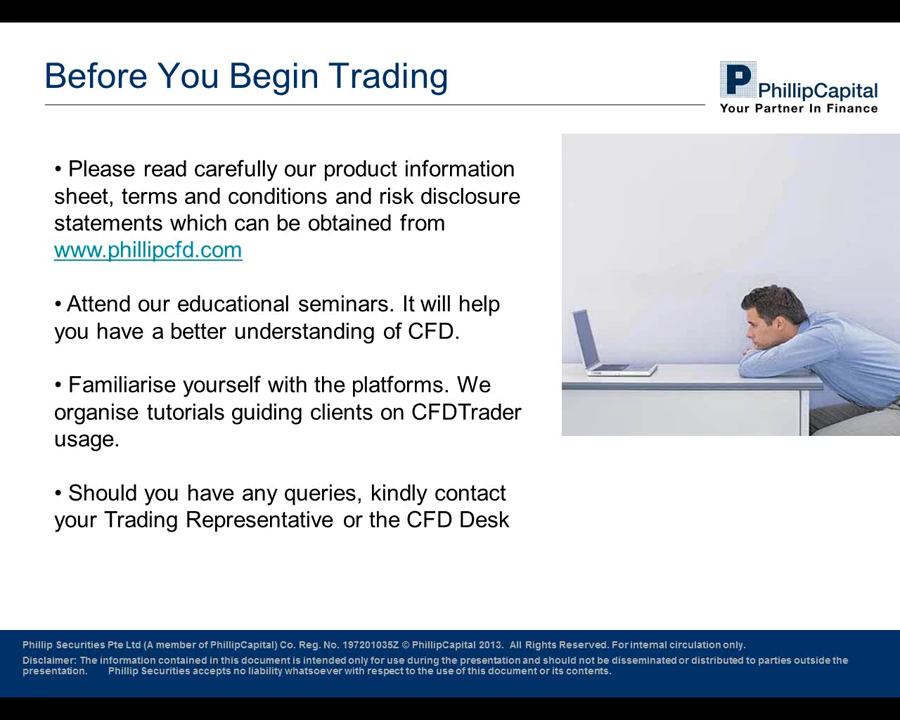 Before You Begin Trading
P
PhillipCapital
Your Partner In Finance
• Please read carefully our product information
sheet, terms and conditions and risk disclosure
statements which can be obtained from
www.phillipcfd.com
• Attend our educational seminars. It will help
you have a better understanding of CFD.
• Familiarise yourself with the platforms. We
organise tutorials guiding clients on CFDTrader
usage.
• Should you have any queries, kindly contact
your Trading Representative or the CFD Desk
Phillip Securities Pte Ltd (A member of PhillipCapital) Co. Reg. No. 197201035Z © PhillipCapital 2013. All Rights Reserved. For internal circulation only.
Disclaimer: The information contained in this document is intended only for use during the presentation and should not be disseminated or distributed to parties outside the
presentation. Phillip Securities accepts no liability whatsoever with respect to the use of this document or its contents.